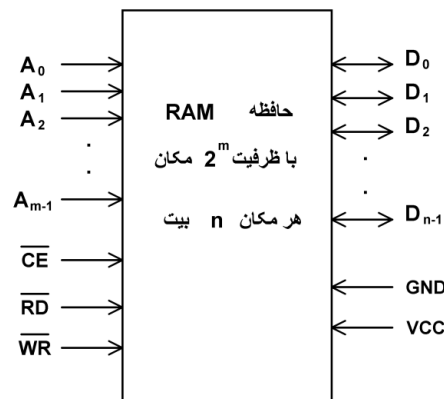 A0
A1
A2
.
.
Am-1
CE
RD
WR
حافظه RAM
با ظرفیت 2^m مکان
هر مکان n بیت
D0
D1
D2
.
.
Dn-1
GND
VCC